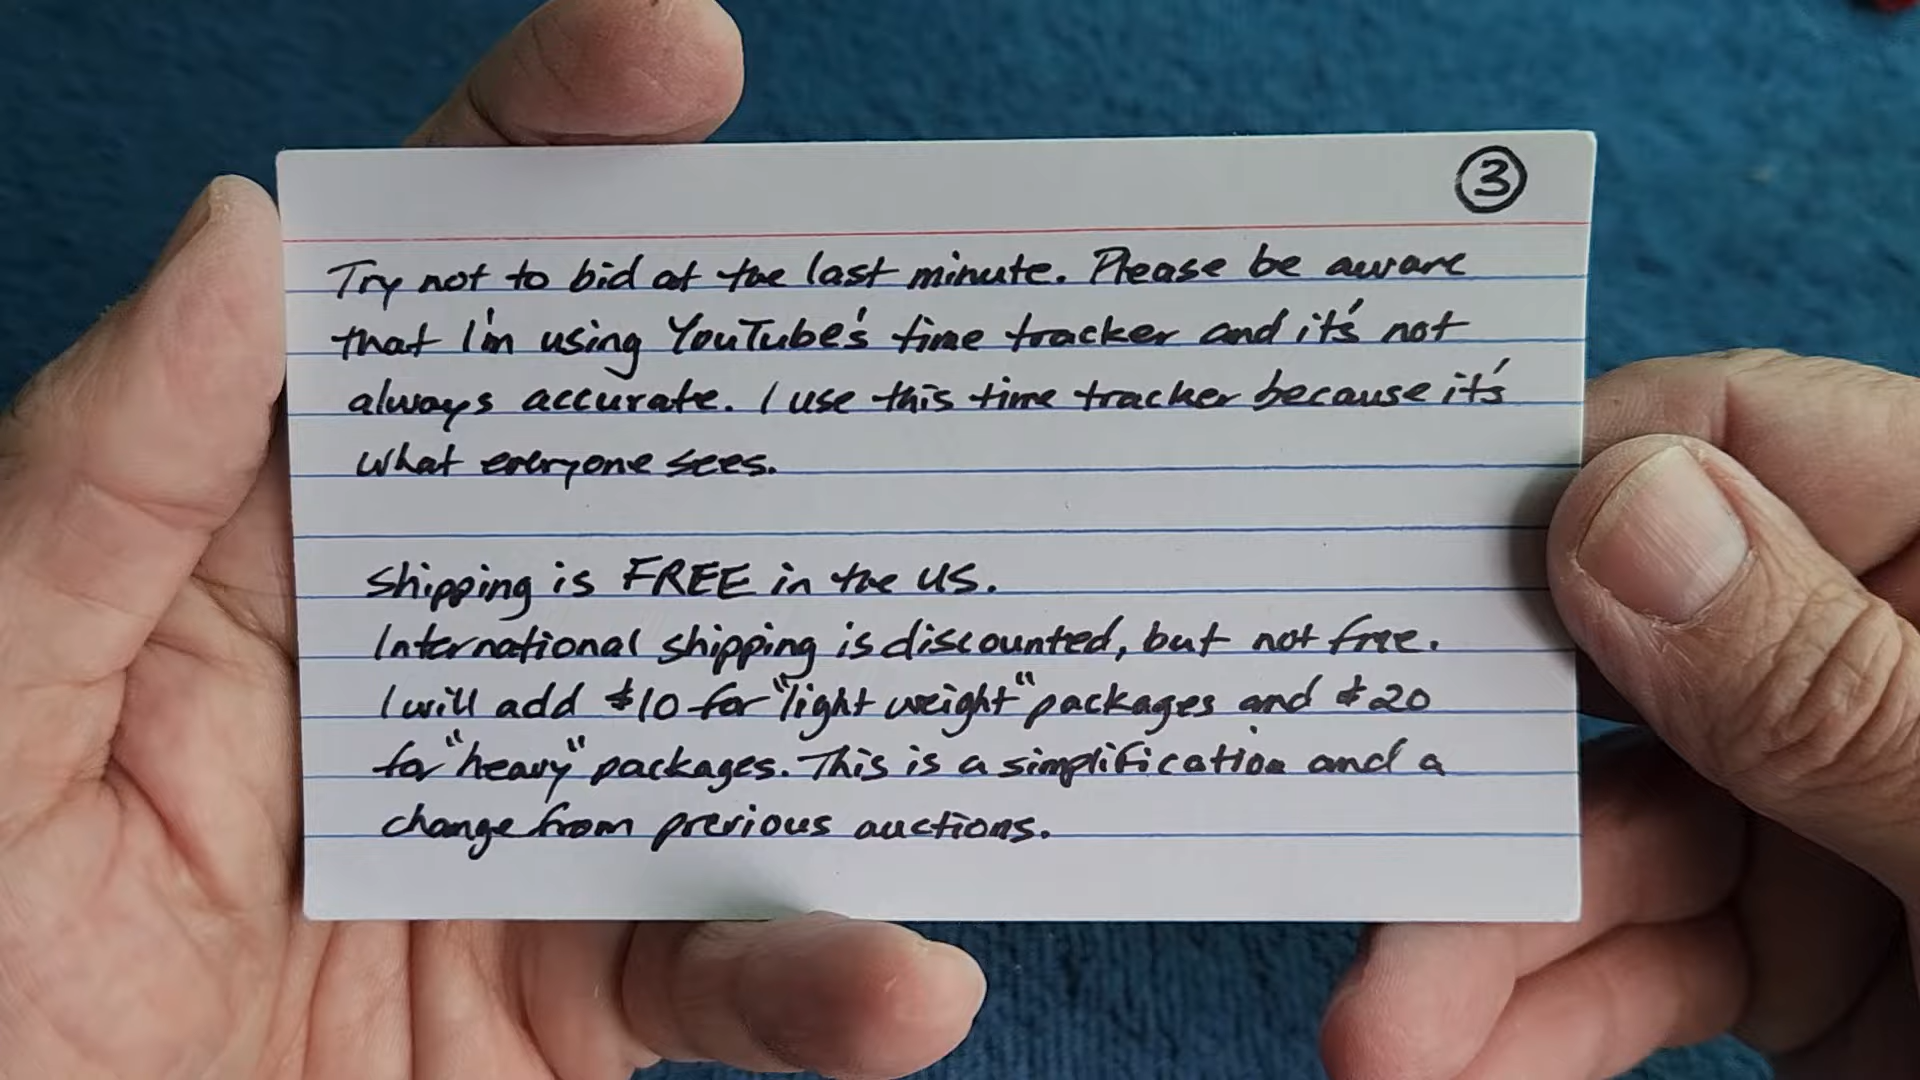 3
Try not to bid at the last minute. Please be aware
that I'm using YouTube's time tracker and it's not
always accurate. I use this time tracker because it's
what everyone sees.
Shipping is FREE in the US.
International shipping is discounted, but not free.
I will add $10 for "light weight" packages and $20
for "heavy" packages. This is a simplification and a
change from previous auctions.